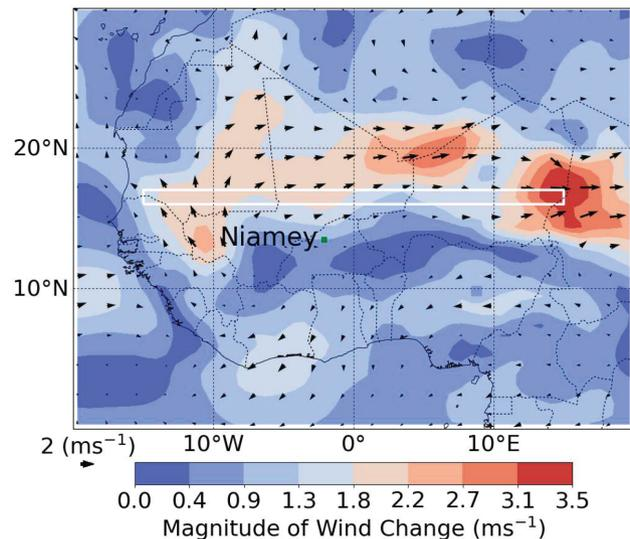 20°N
Niamey
10°N
2 (ms⁻¹)
10°W 0° 10°E
0.0 0.4 0.9 1.3 1.8 2.2 2.7 3.1 3.5
Magnitude of Wind Change (ms⁻¹)